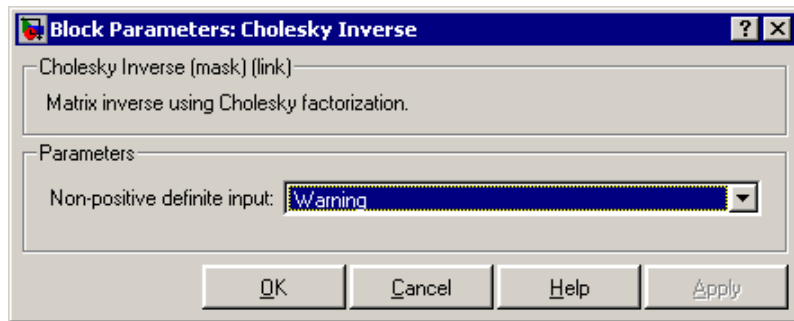 Block Parameters: Cholesky Inverse
Cholesky Inverse (mask) (link)
Matrix inverse using Cholesky factorization.
Parameters
Non-positive definite input: Warning
OK Cancel Help Apply